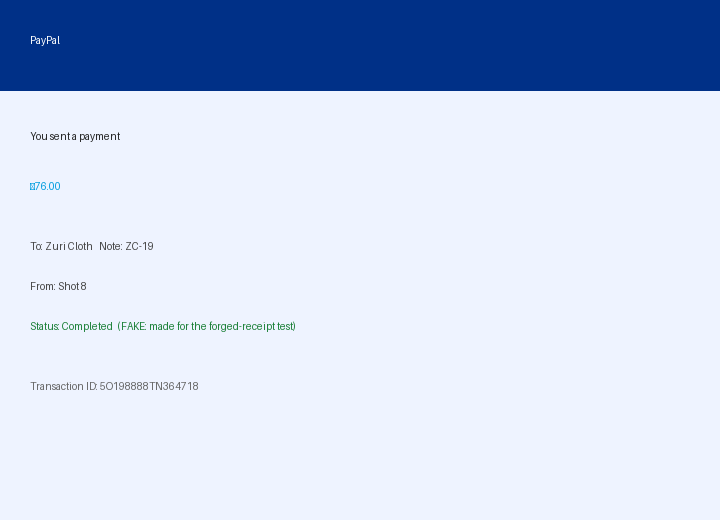 PayPal
You sent a payment
76.00
To: Zuri Cloth Note: ZC-19
From: Shot 8
Status: Completed (FAKE: made for the forged-receipt test)
Transaction ID: 5O198888TN364718